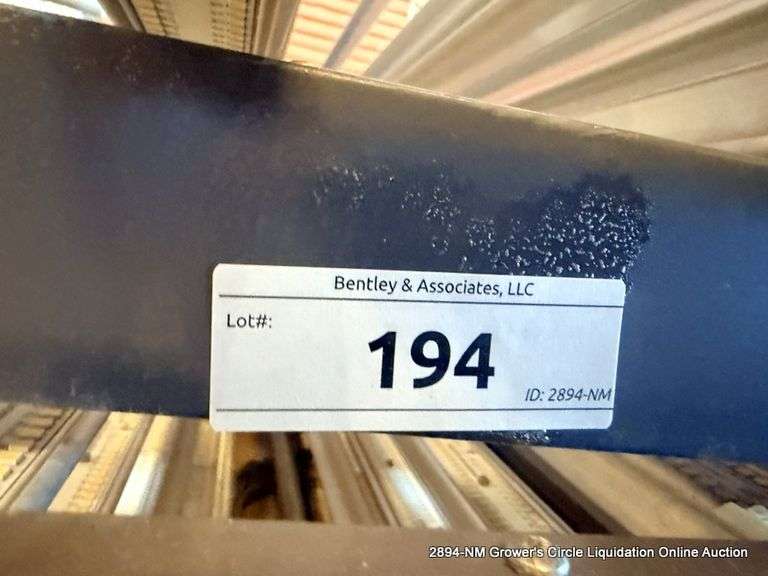 Bentley & Associates, LLC
Lot#:
194
ID: 2894-NM
2894-NM Grower's Circle Liquidation Online Auction